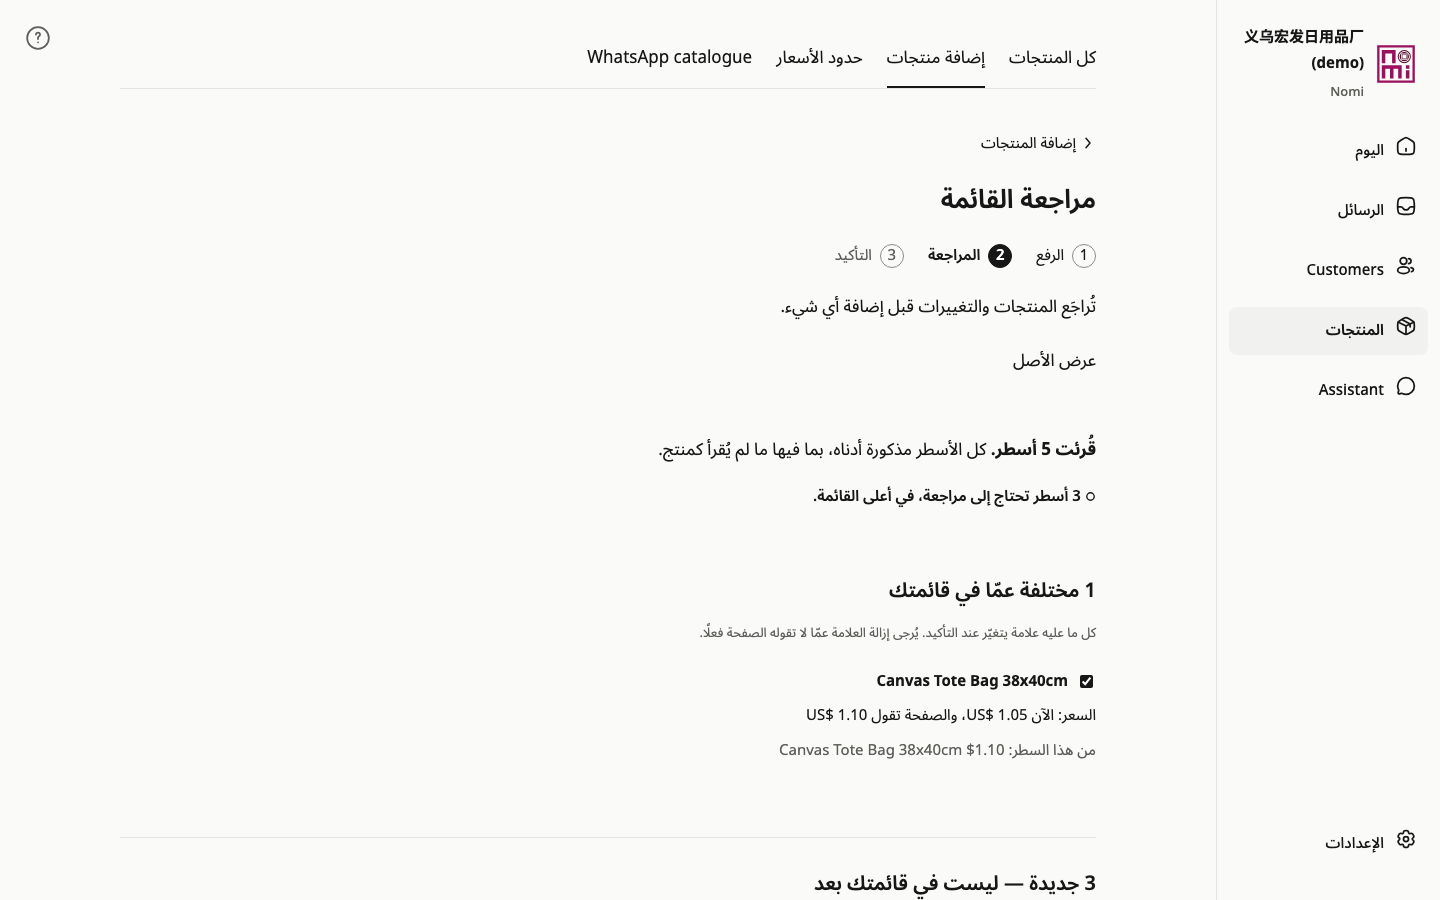 义乌宏发日用品厂
(demo)
Nomi
اليوم
الرسائل
Customers
المنتجات
Assistant
الإعدادات
كل المنتجات
إضافة منتجات
حدود الأسعار
WhatsApp catalogue
إضافة المنتجات
مراجعة القائمة
1 الرفع
2 المراجعة
3 التأكيد
تُراجَع المنتجات والتغييرات قبل إضافة أي شيء.
عرض الأصل
قُرئت 5 أسطر. كل الأسطر مذكورة أدناه، بما فيها ما لم يُقرأ كمنتج.
3 أسطر تحتاج إلى مراجعة، في أعلى القائمة.
1 مختلفة عمّا في قائمتك
كل ما عليه علامة يتغيّر عند التأكيد. يُرجى إزالة العلامة عمّا لا تقوله الصفحة فعلًا.
Canvas Tote Bag 38x40cm
السعر: الآن US$ 1.05، والصفحة تقول US$ 1.10
من هذا السطر: Canvas Tote Bag 38x40cm $1.10
3 جديدة — ليست في قائمتك بعد